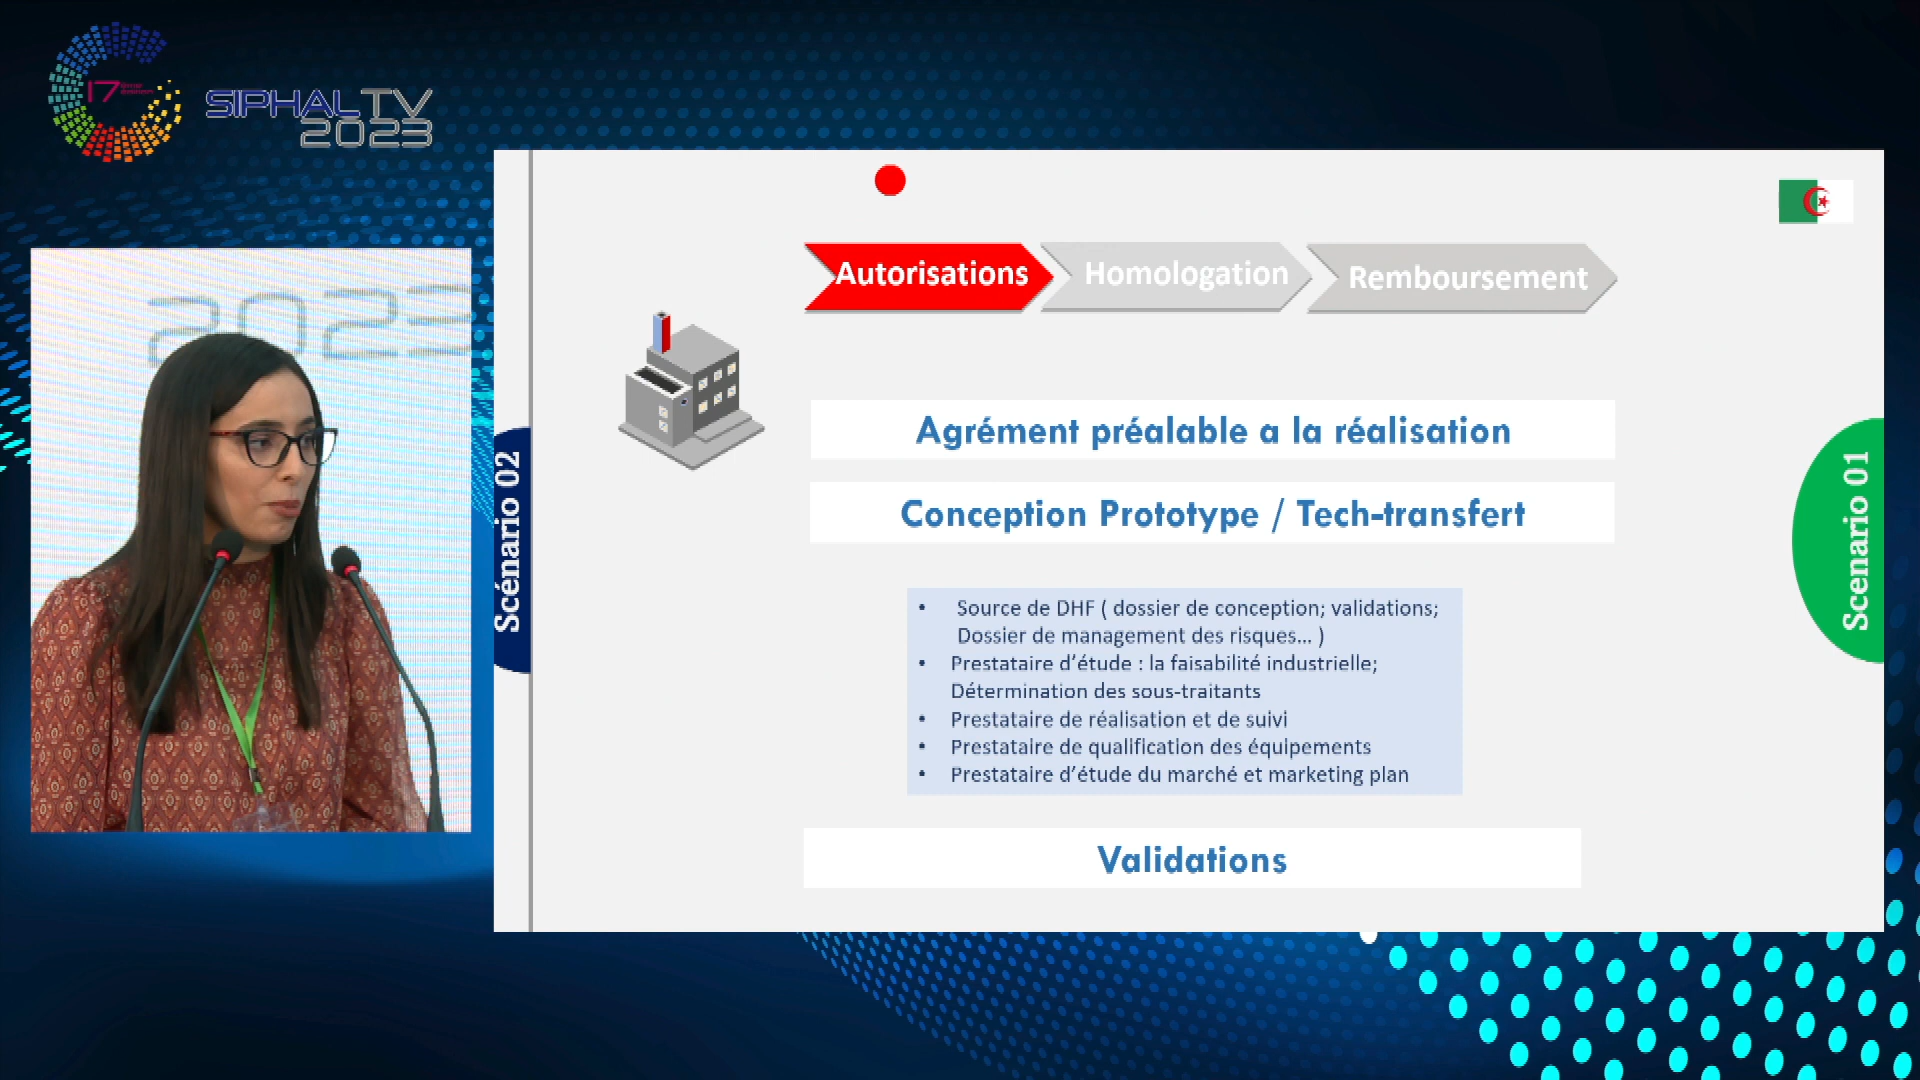 17
SIPHAL TV
2023
2023
Autorisations
Homologation
Remboursement
Agrément préalable a la réalisation
Conception Prototype / Tech-transfert
• Source de DHF ( dossier de conception; validations;
Dossier de management des risques... )
• Prestataire d’étude : la faisabilité industrielle;
Détermination des sous-traitants
• Prestataire de réalisation et de suivi
• Prestataire de qualification des équipements
• Prestataire d’étude du marché et marketing plan
Validations
Scénario 02
Scenario 01